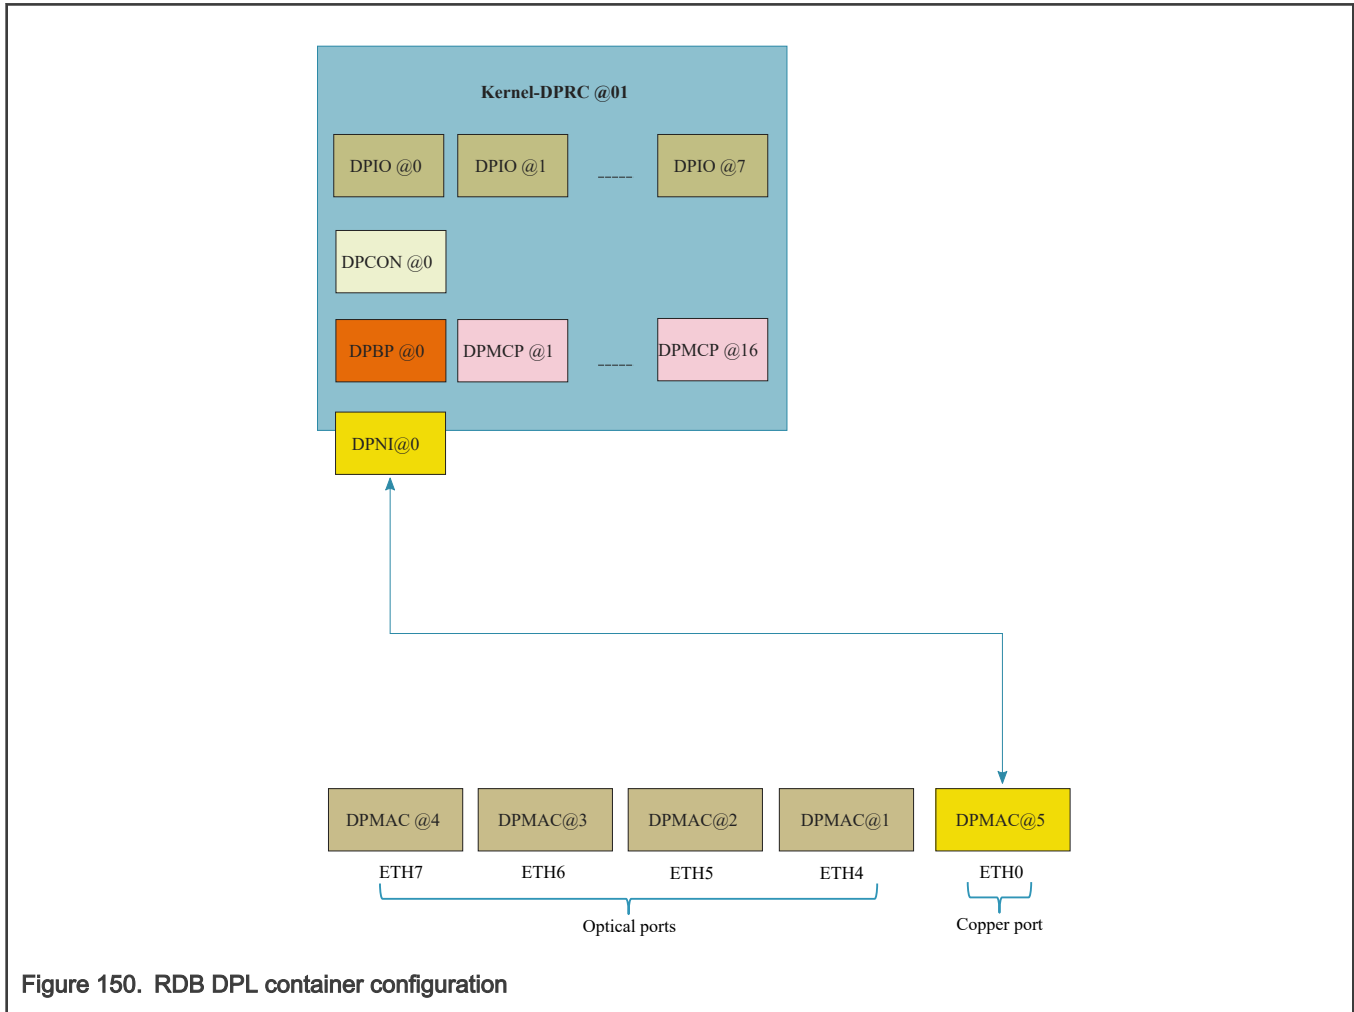 Kernel-DPRC @01
DPIO @0 DPIO @1 ----- DPIO @7
DPCON @0
DPBP @0 DPMCP @1 ----- DPMCP @16
DPNI@0
DPMAC @4 DPMAC@3 DPMAC@2 DPMAC@1 DPMAC@5
ETH7 ETH6 ETH5 ETH4 ETH0
Optical ports Copper port
Figure 150. RDB DPL container configuration